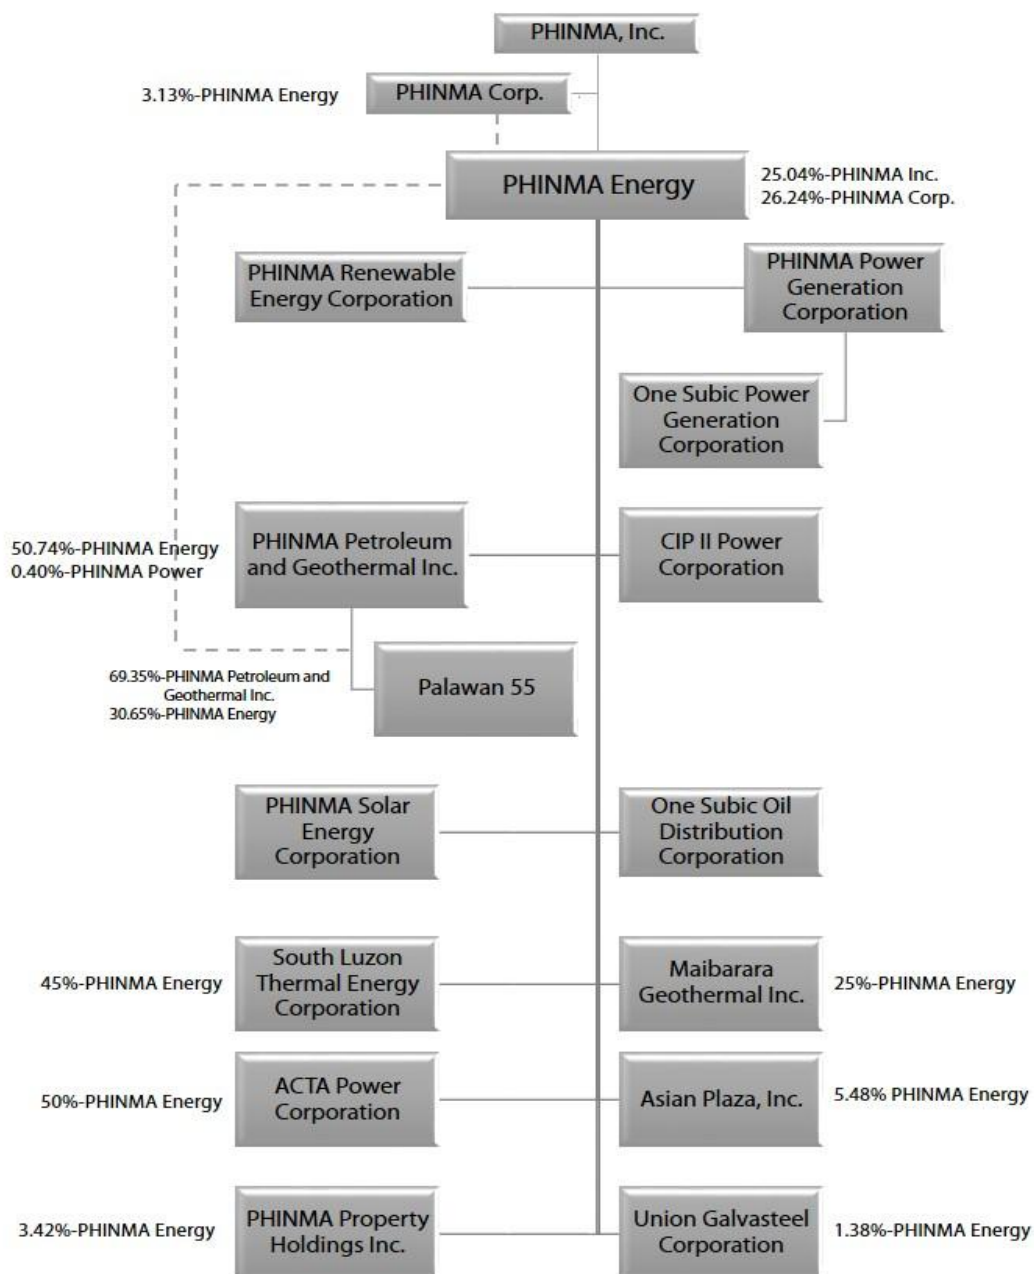 PHINMA, Inc.
3.13%-PHINMA Energy
PHINMA Corp.
PHINMA Energy
25.04%-PHINMA Inc.
26.24%-PHINMA Corp.
PHINMA Renewable
Energy Corporation
PHINMA Power
Generation
Corporation
One Subic Power
Generation
Corporation
50.74%-PHINMA Energy
0.40%-PHINMA Power
PHINMA Petroleum
and Geothermal Inc.
CIP II Power
Corporation
69.35%-PHINMA Petroleum and
Geothermal Inc.
30.65%-PHINMA Energy
Palawan 55
PHINMA Solar
Energy
Corporation
One Subic Oil
Distribution
Corporation
45%-PHINMA Energy
South Luzon
Thermal Energy
Corporation
Maibarara
Geothermal Inc.
25%-PHINMA Energy
50%-PHINMA Energy
ACTA Power
Corporation
Asian Plaza, Inc.
5.48% PHINMA Energy
3.42%-PHINMA Energy
PHINMA Property
Holdings Inc.
Union Galvasteel
Corporation
1.38%-PHINMA Energy